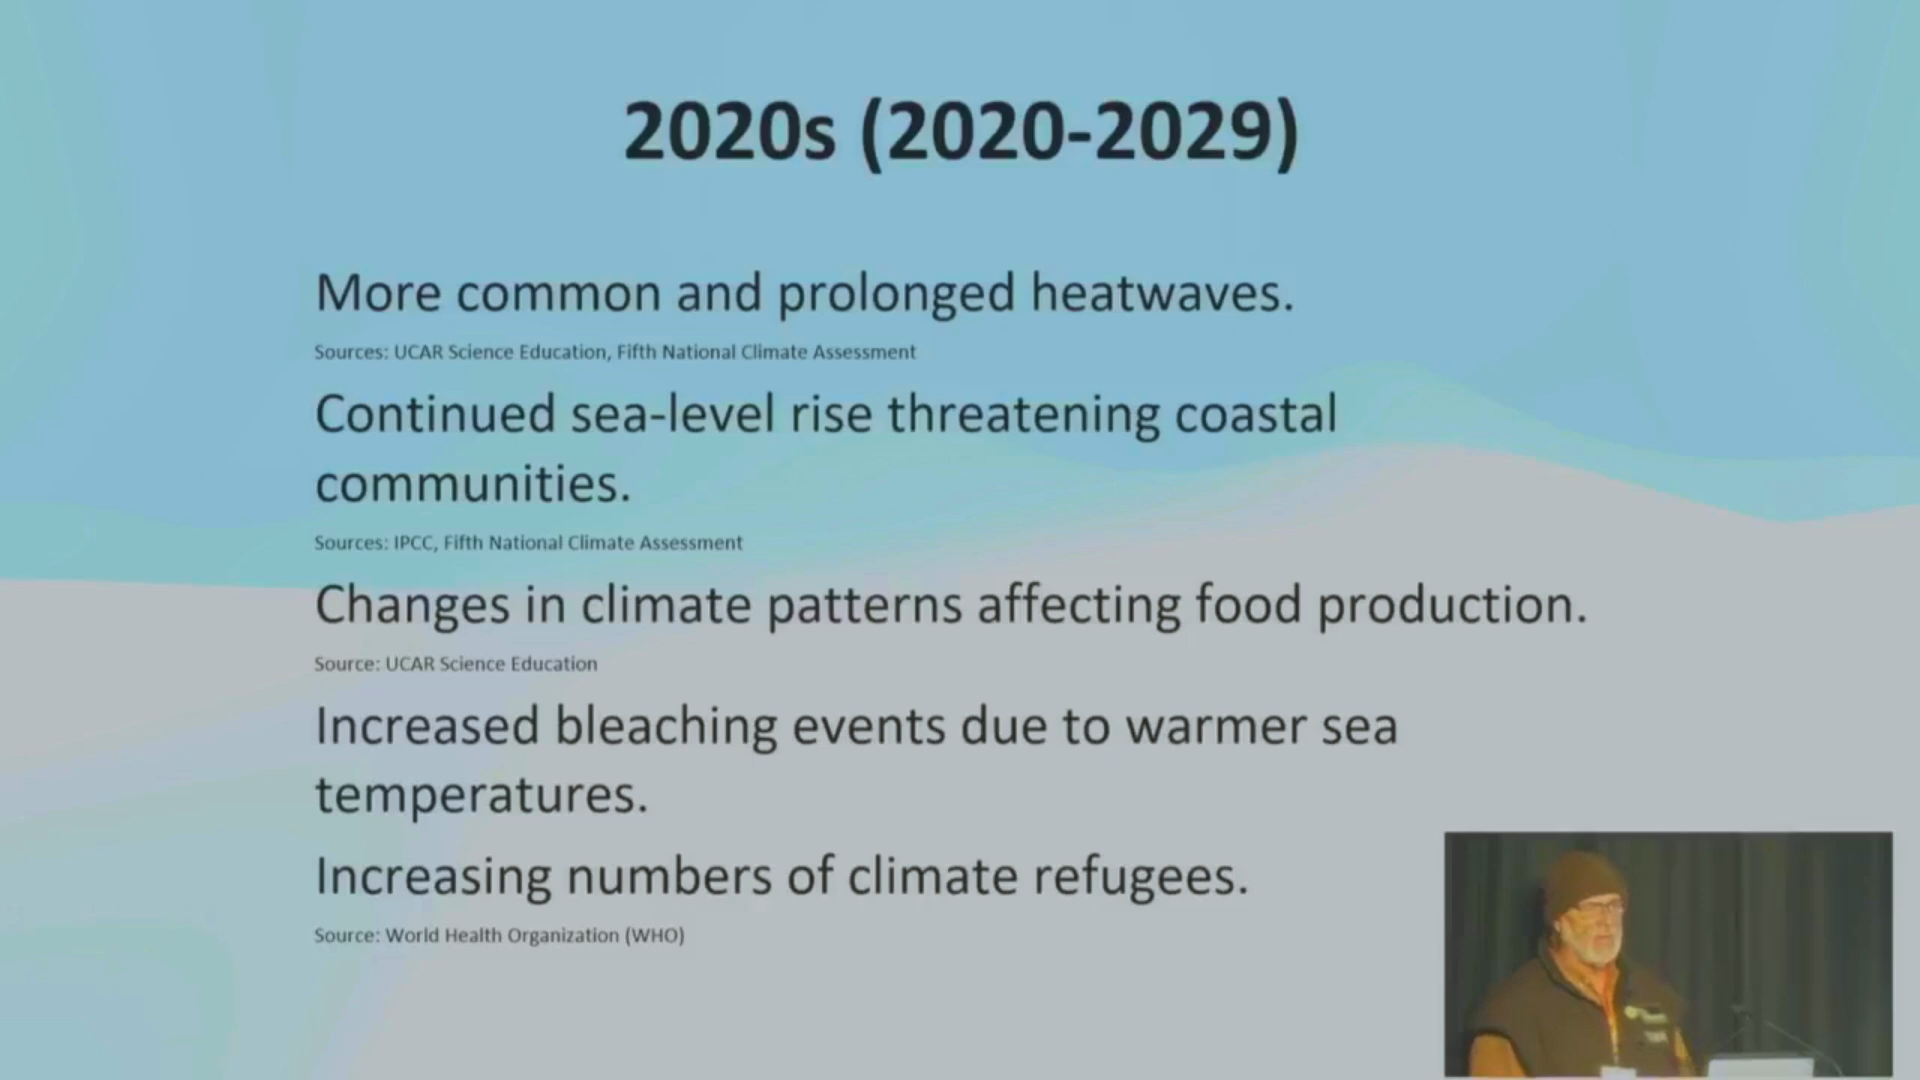 2020s (2020-2029)
More common and prolonged heatwaves.
Sources: UCAR Science Education, Fifth National Climate Assessment
Continued sea-level rise threatening coastal
communities.
Sources: IPCC, Fifth National Climate Assessment
Changes in climate patterns affecting food production.
Source: UCAR Science Education
Increased bleaching events due to warmer sea
temperatures.
Increasing numbers of climate refugees.
Source: World Health Organization (WHO)